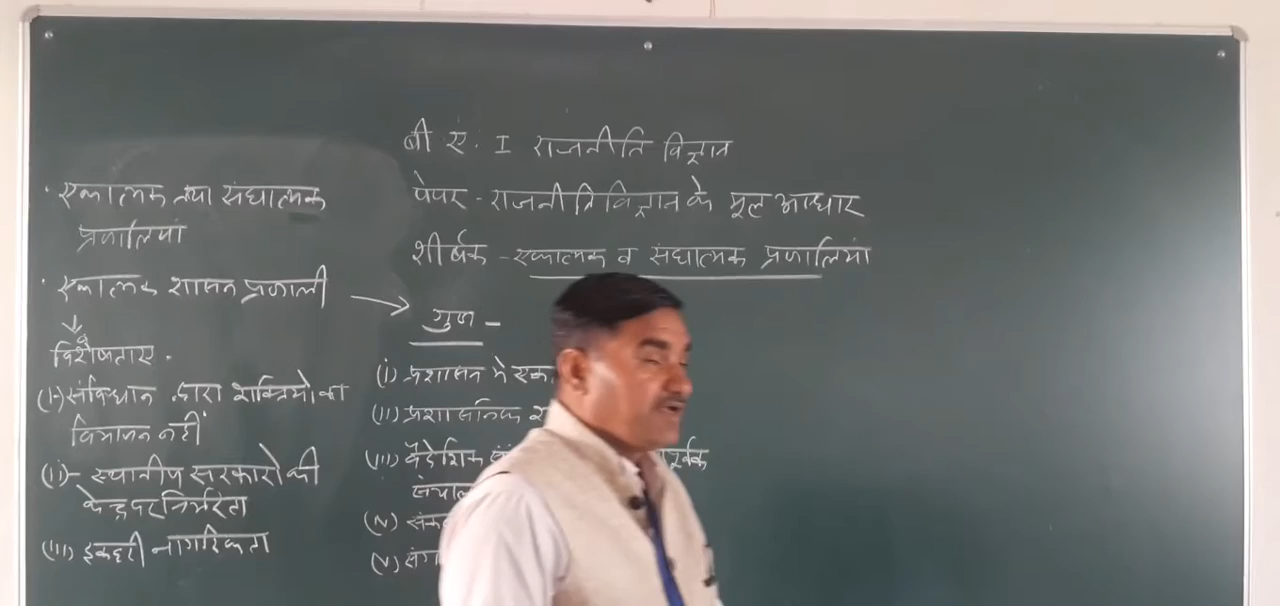 बी ए. I राजनीति विज्ञान
पेपर - राजनीति विज्ञान के मूल आधार
शीर्षक - एकात्मक व संघात्मक प्रणालियां
· एकात्मक तथा संघात्मक
प्रणालियां
· एकात्मक शासन प्रणाली →
विशेषताएं.
(I) संविधान द्वारा शक्तियों का
विभाजन नहीं
(II) - स्थानीय सरकारों की
केन्द्र पर निर्भरता
(III) इकहरी नागरिकता
गुण -
(I) प्रशासन में
(II) प्रशासनिक
(III) वैदेशिक
(IV)
(V)